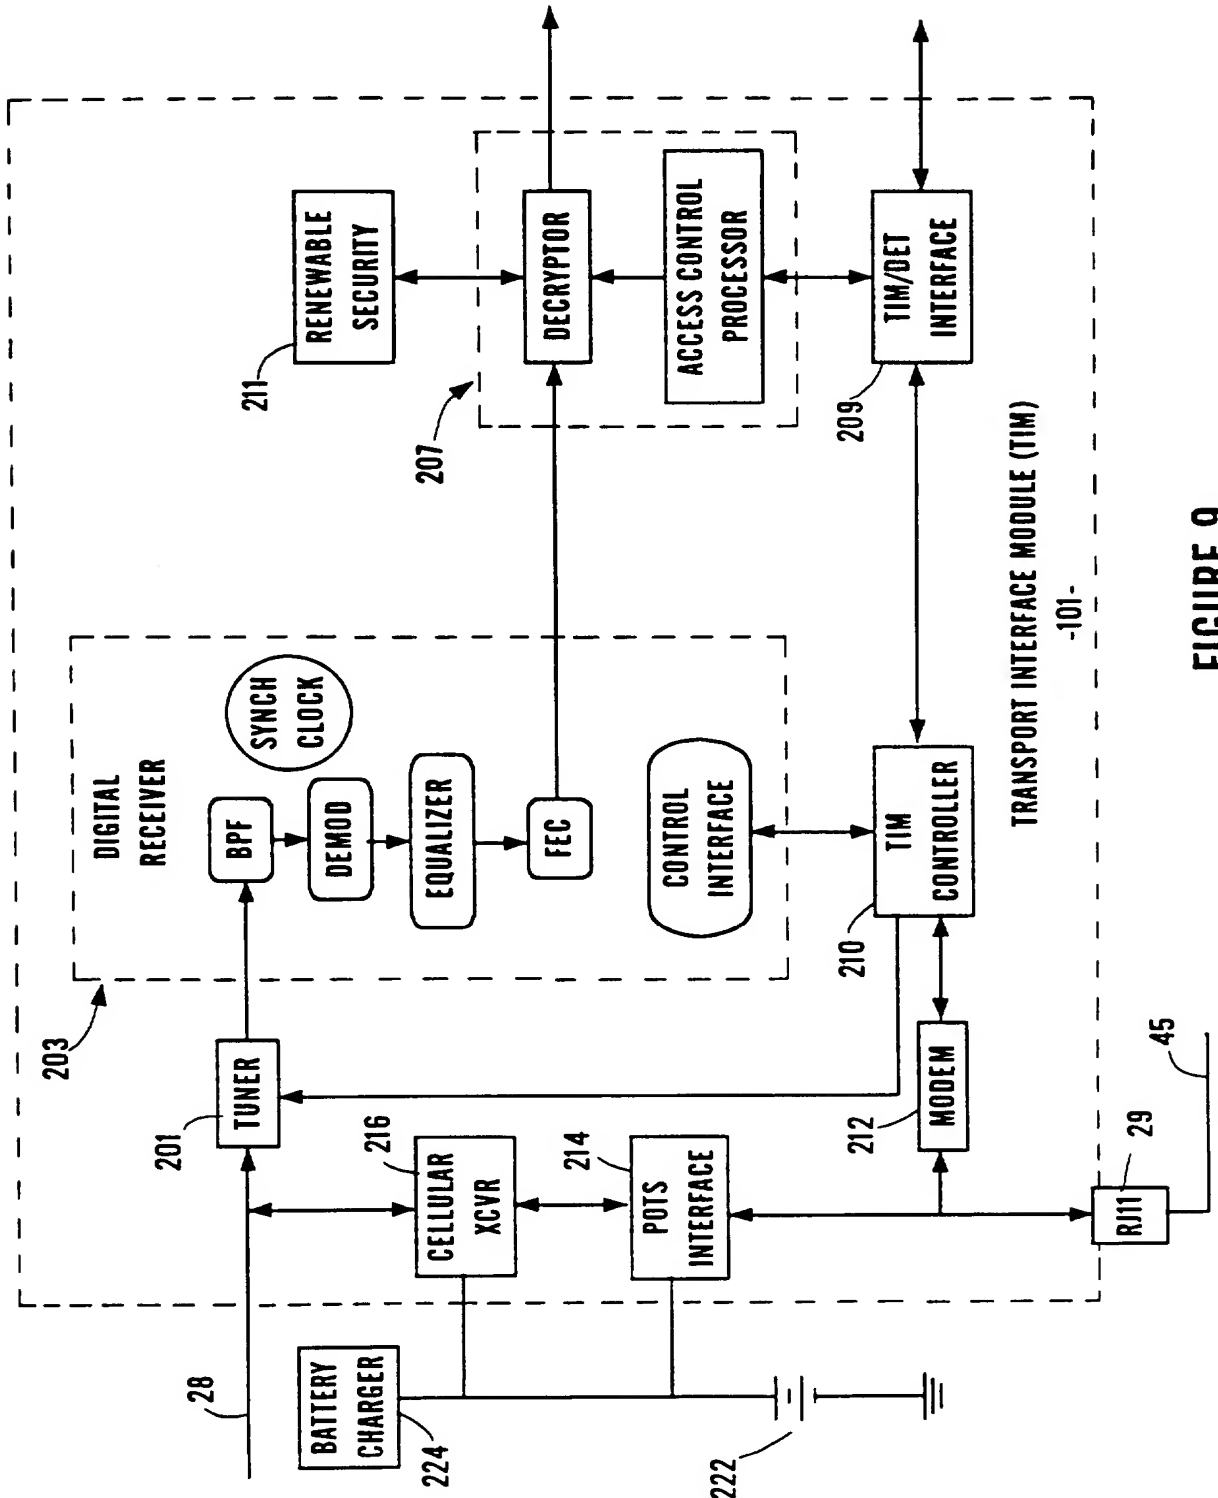 28
BATTERY
CHARGER
224
222
201
TUNER
216
CELLULAR
XCVR
214
POTS
INTERFACE
212
MODEM
RJ11
29
45
203
DIGITAL
RECEIVER
BPF
DEMOD
EQUALIZER
FEC
SYNCH
CLOCK
CONTROL
INTERFACE
210
TIM
CONTROLLER
211
RENEWABLE
SECURITY
207
DECRYPTOR
ACCESS CONTROL
PROCESSOR
209
TIM/DET
INTERFACE
TRANSPORT INTERFACE MODULE (TIM)
-101-
FIGURE 9